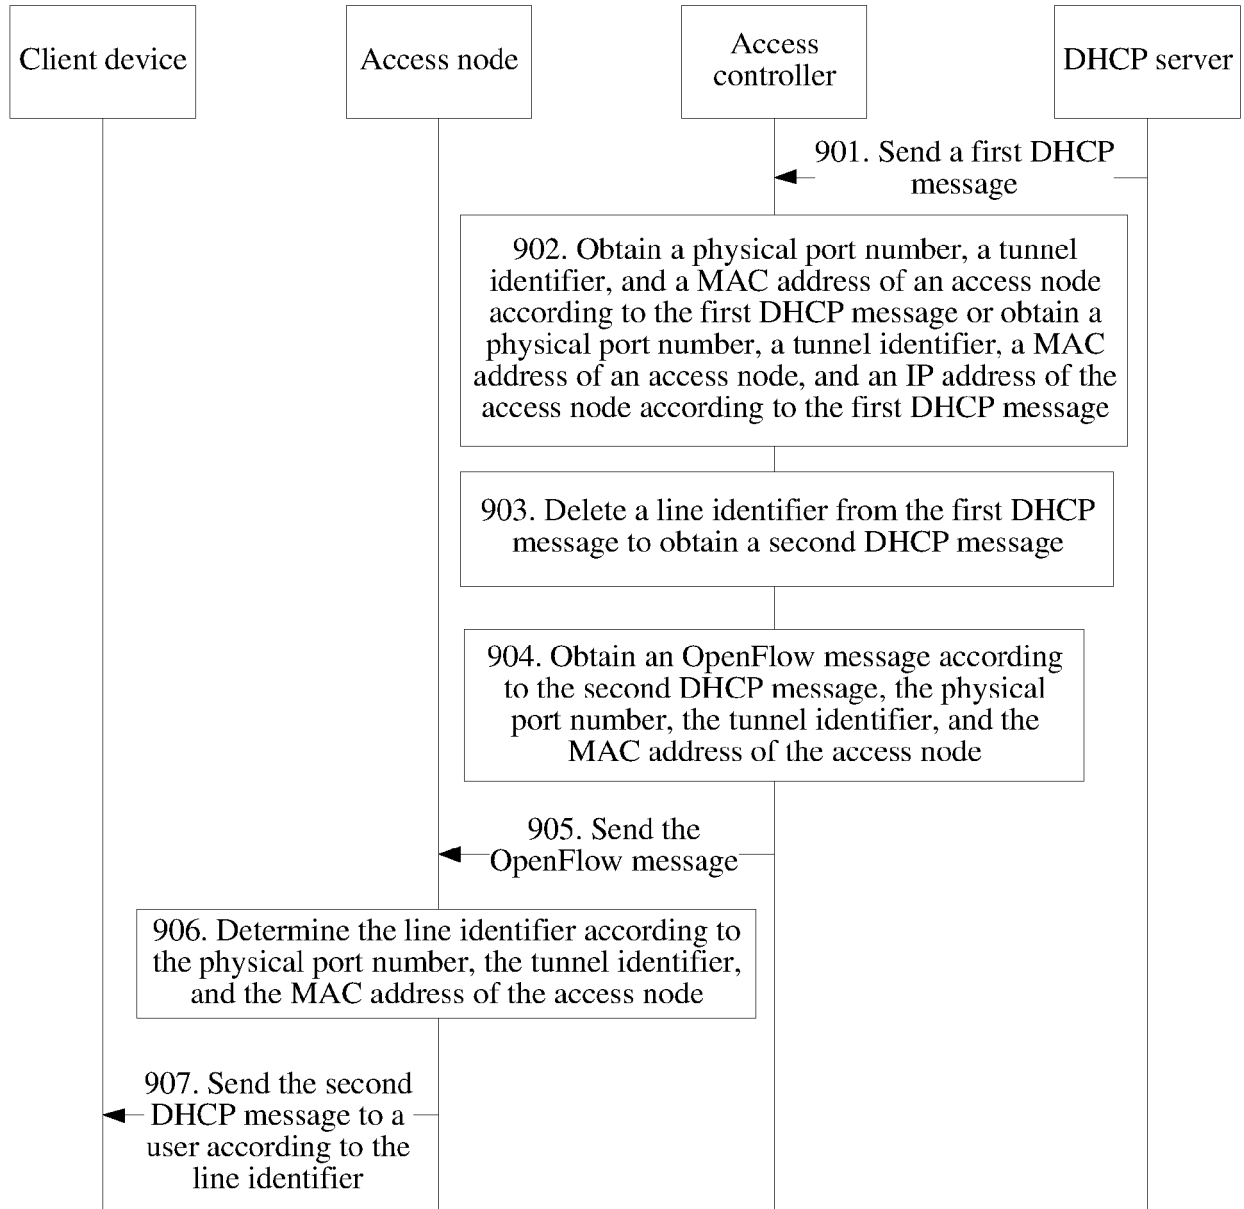 Client device
Access node
Access
controller
DHCP server
901. Send a first DHCP
message
902. Obtain a physical port number, a tunnel
identifier, and a MAC address of an access node
according to the first DHCP message or obtain a
physical port number, a tunnel identifier, a MAC
address of an access node, and an IP address of the
access node according to the first DHCP message
903. Delete a line identifier from the first DHCP
message to obtain a second DHCP message
904. Obtain an OpenFlow message according
to the second DHCP message, the physical
port number, the tunnel identifier, and the
MAC address of the access node
905. Send the
OpenFlow message
906. Determine the line identifier according to
the physical port number, the tunnel identifier,
and the MAC address of the access node
907. Send the second
DHCP message to a
user according to the
line identifier